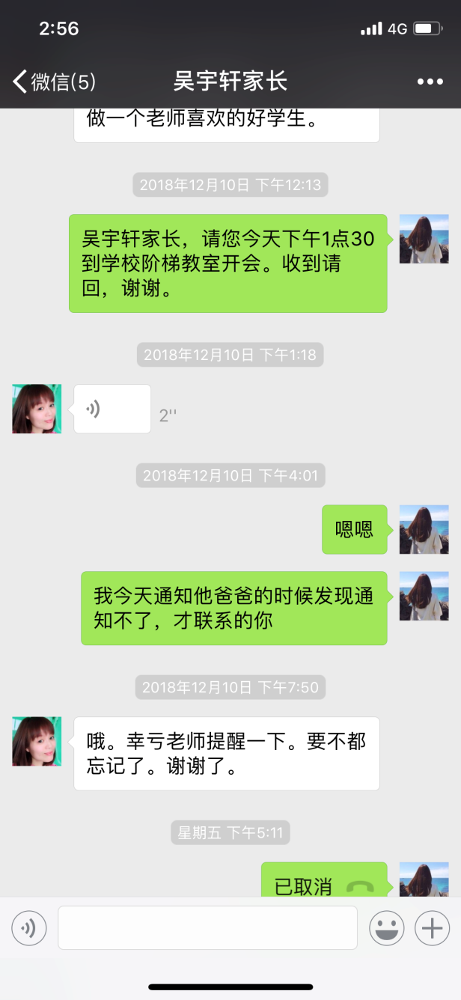 2:56
4G
微信(5)
吴宇轩家长
做一个老师喜欢的好学生。
2018年12月10日 下午12:13
吴宇轩家长，请您今天下午1点30
到学校阶梯教室开会。收到请
回，谢谢。
2018年12月10日 下午1:18
2''
2018年12月10日 下午4:01
嗯嗯
我今天通知他爸爸的时候发现通
知不了，才联系的你
2018年12月10日 下午7:50
哦。幸亏老师提醒一下。要不都
忘记了。谢谢了。
星期五 下午5:11
已取消